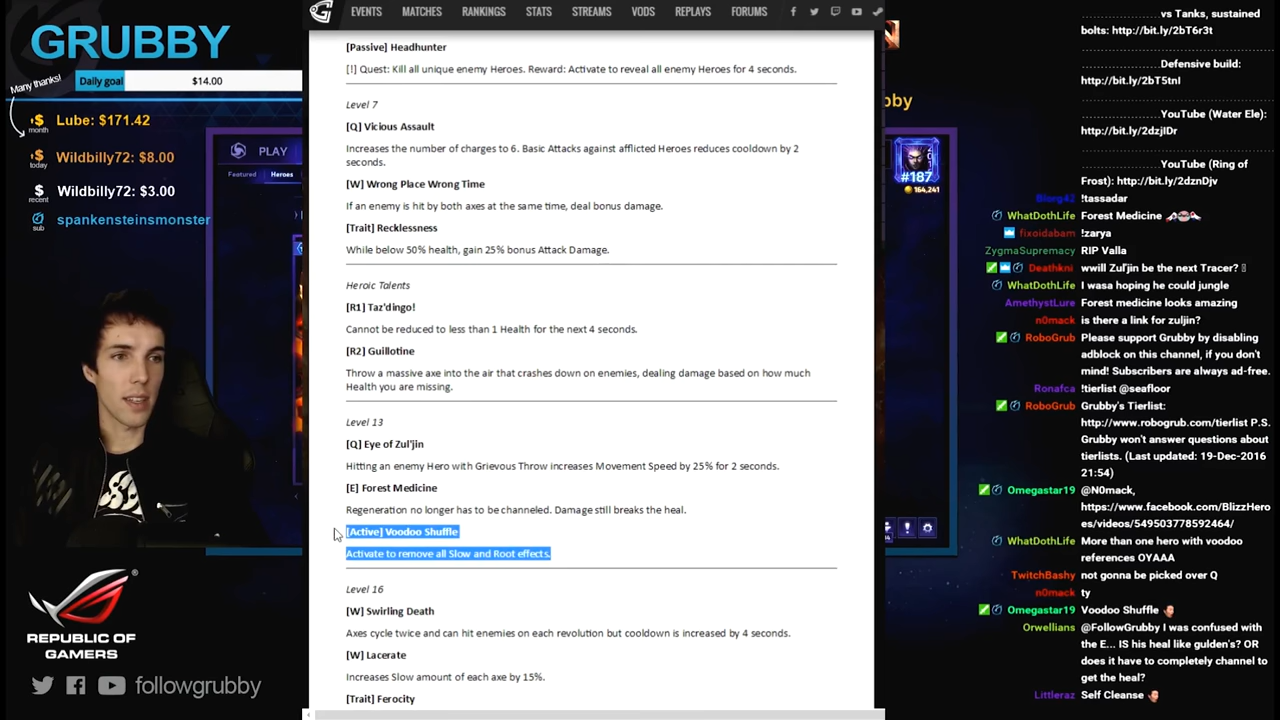 GRUBBY
Many thanks!
Daily goal
$14.00
$
month
Lube: $171.42
$
today
Wildbilly72: $8.00
$
recent
Wildbilly72: $3.00
sub
spankensteinsmonster
PLAY
Featured
Heroes
REPUBLIC OF
GAMERS
followgrubby
EVENTS MATCHES RANKINGS STATS STREAMS VODS REPLAYS FORUMS
[Passive] Headhunter
[!] Quest: Kill all unique enemy Heroes. Reward: Activate to reveal all enemy Heroes for 4 seconds.
Level 7
[Q] Vicious Assault
Increases the number of charges to 6. Basic Attacks against afflicted Heroes reduces cooldown by 2
seconds.
[W] Wrong Place Wrong Time
If an enemy is hit by both axes at the same time, deal bonus damage.
[Trait] Recklessness
While below 50% health, gain 25% bonus Attack Damage.
Heroic Talents
[R1] Taz'dingo!
Cannot be reduced to less than 1 Health for the next 4 seconds.
[R2] Guillotine
Throw a massive axe into the air that crashes down on enemies, dealing damage based on how much
Health you are missing.
Level 13
[Q] Eye of Zul'jin
Hitting an enemy Hero with Grievous Throw increases Movement Speed by 25% for 2 seconds.
[E] Forest Medicine
Regeneration no longer has to be channeled. Damage still breaks the heal.
[Active] Voodoo Shuffle
Activate to remove all Slow and Root effects.
Level 16
[W] Swirling Death
Axes cycle twice and can hit enemies on each revolution but cooldown is increased by 4 seconds.
[W] Lacerate
Increases Slow amount of each axe by 15%.
[Trait] Ferocity
bby
#187
164,241
........................vs Tanks, sustained
bolts: http://bit.ly/2bT6r3t
........................Defensive build:
http://bit.ly/2bT5tnI
........................YouTube (Water Ele):
http://bit.ly/2dzjIDr
........................YouTube (Ring of
Frost): http://bit.ly/2dznDjv
Blorg42 !tassadar
WhatDothLife Forest Medicine
fixoidabam !zarya
ZygmaSupremacy RIP Valla
Deathkni wwill Zul'jin be the next Tracer?
WhatDothLife I wasa hoping he could jungle
AmethystLure Forest medicine looks amazing
n0mack is there a link for zuljin?
RoboGrub Please support Grubby by disabling
adblock on this channel, if you don't
mind! Subscribers are always ad-free.
Ronafca !tierlist @seafloor
RoboGrub Grubby's Tierlist:
http://www.robogrub.com/tierlist P.S.
Grubby won't answer questions about
tierlists. (Last updated: 19-Dec-2016
21:54)
Omegastar19 @N0mack,
https://www.facebook.com/BlizzHero
es/videos/549503778592464/
WhatDothLife More than one hero with voodoo
references OYAAA
TwitchBashy not gonna be picked over Q
n0mack ty
Omegastar19 Voodoo Shuffle
Orwellians @FollowGrubby I was confused with
the E... IS his heal like gulden's? OR
does it have to completely channel to
get the heal?
Littleraz Self Cleanse